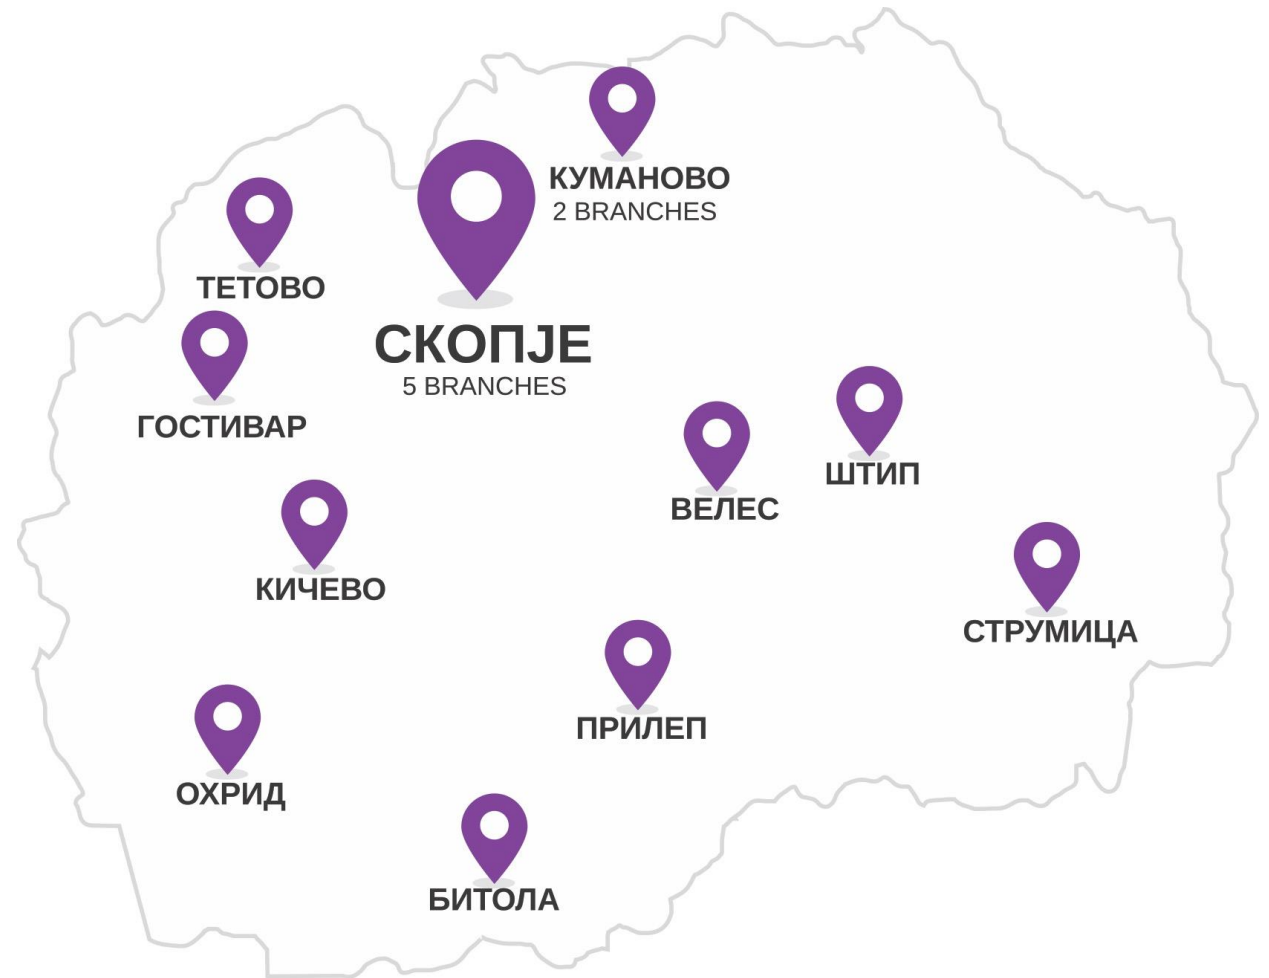 КУМАНОВО
2 BRANCHES
ТЕТОВО
СКОПЈЕ
5 BRANCHES
ГОСТИВАР
ШТИП
ВЕЛЕС
КИЧЕВО
СТРУМИЦА
ПРИЛЕП
ОХРИД
БИТОЛА